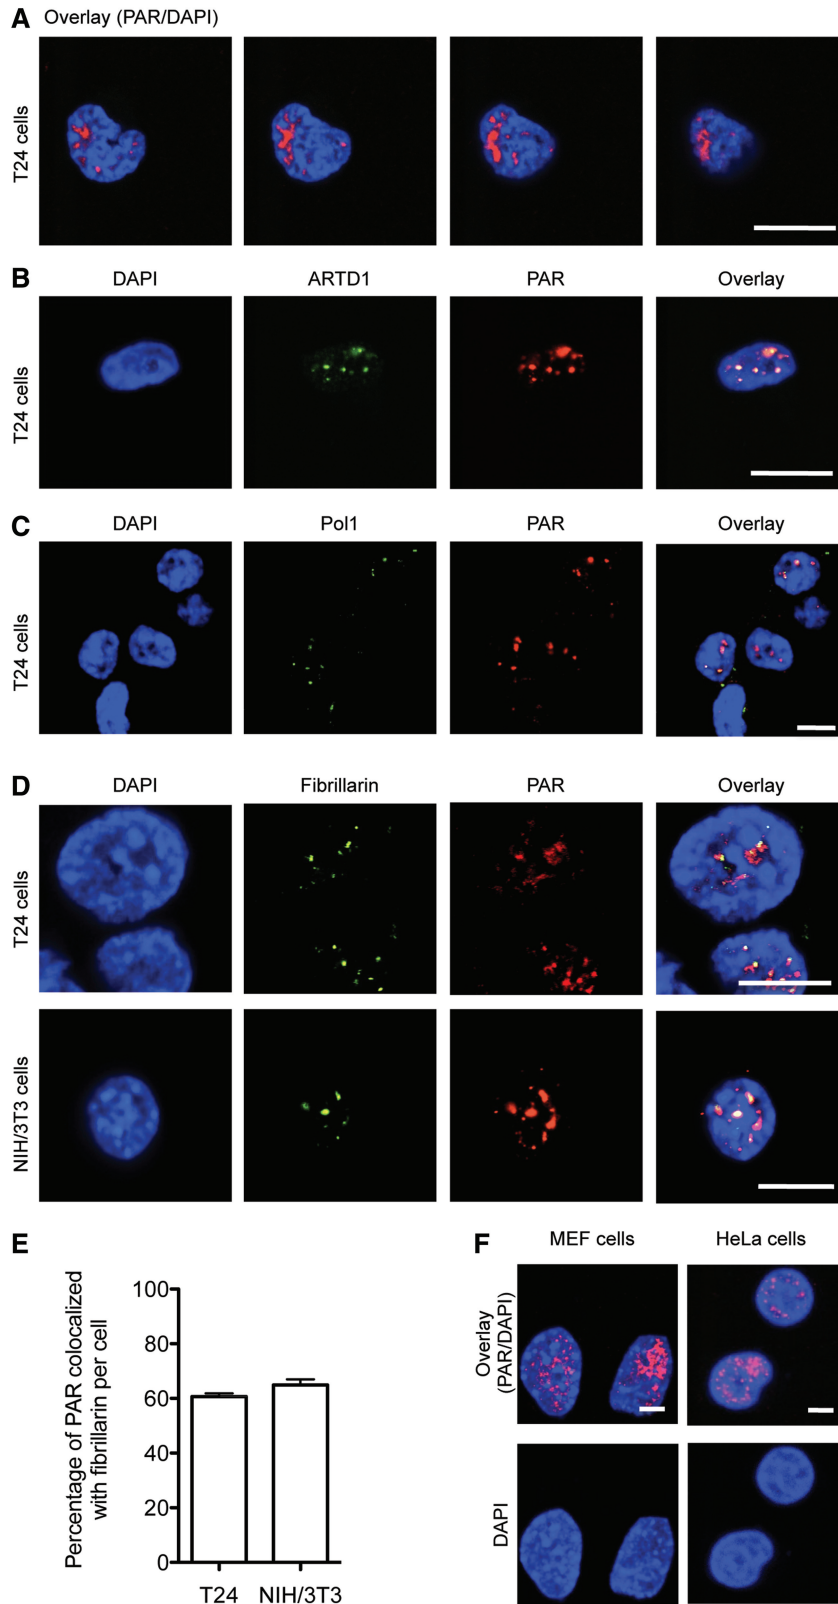 A Overlay (PAR/DAPI)
T24 cells
B DAPI ARTD1 PAR Overlay
T24 cells
C DAPI Pol1 PAR Overlay
T24 cells
D DAPI Fibrillarin PAR Overlay
T24 cells
NIH/3T3 cells
E
Percentage of PAR colocalized
with fibrillarin per cell
100
80
60
40
20
0
T24 NIH/3T3
F MEF cells HeLa cells
Overlay
(PAR/DAPI)
DAPI